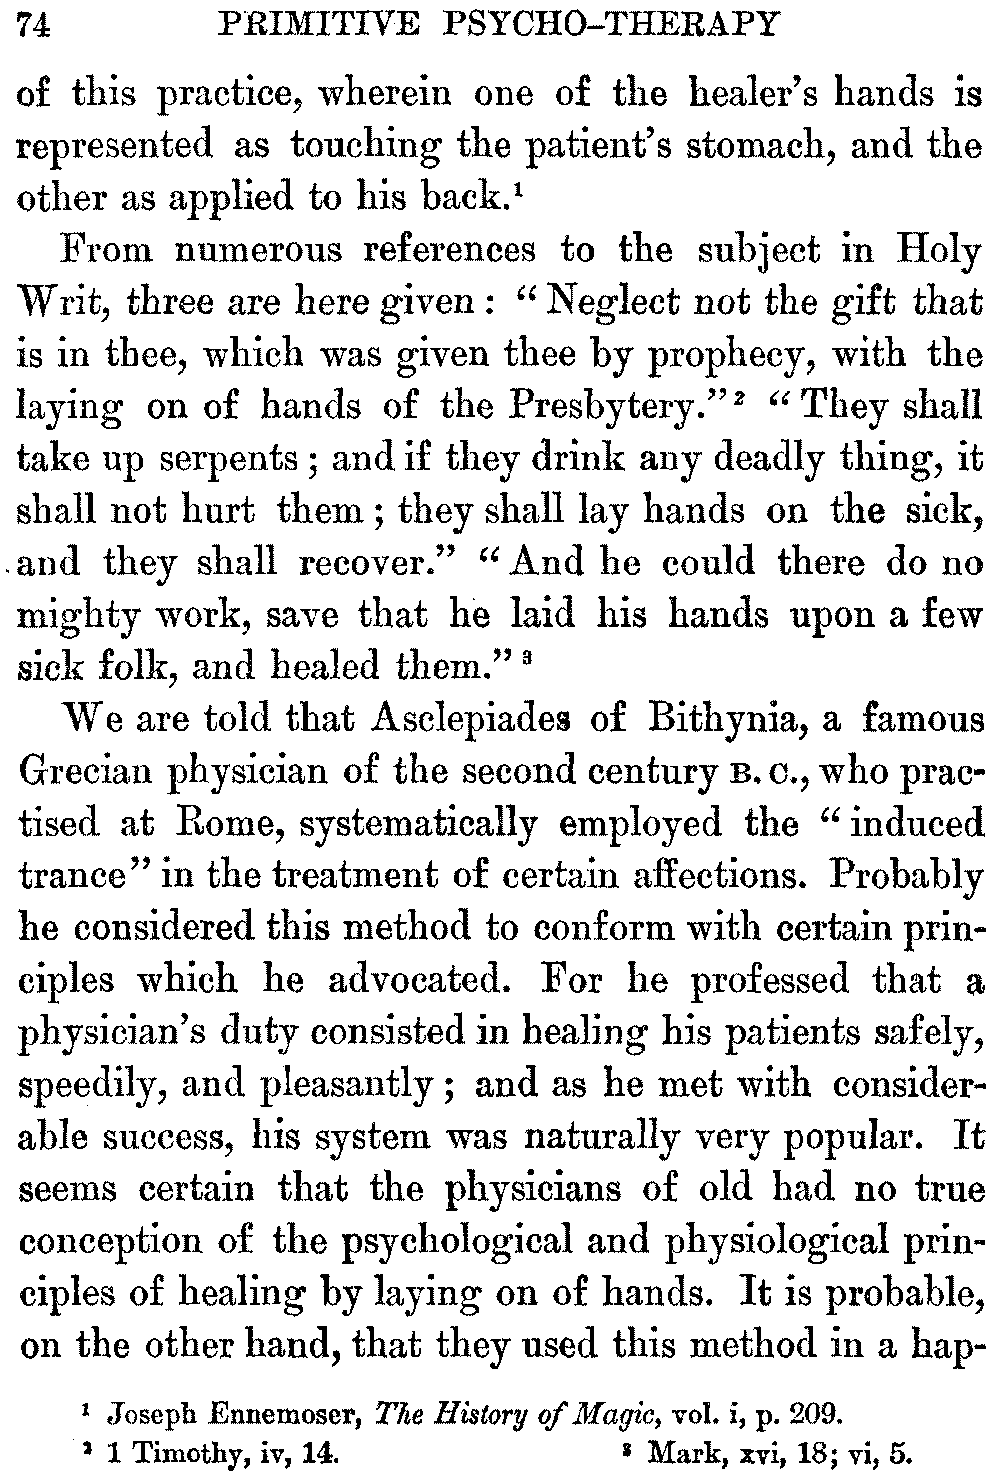 74 PRIMITIVE PSYCHO-THERAPY
of this practice, wherein one of the healer's hands is
represented as touching the patient's stomach, and the
other as applied to his back.¹
From numerous references to the subject in Holy
Writ, three are here given : “ Neglect not the gift that
is in thee, which was given thee by prophecy, with the
laying on of hands of the Presbytery.” ² “ They shall
take up serpents ; and if they drink any deadly thing, it
shall not hurt them ; they shall lay hands on the sick,
and they shall recover.” “ And he could there do no
mighty work, save that he laid his hands upon a few
sick folk, and healed them.” ³
We are told that Asclepiades of Bithynia, a famous
Grecian physician of the second century B. C., who prac-
tised at Rome, systematically employed the “ induced
trance” in the treatment of certain affections. Probably
he considered this method to conform with certain prin-
ciples which he advocated. For he professed that a
physician's duty consisted in healing his patients safely,
speedily, and pleasantly ; and as he met with consider-
able success, his system was naturally very popular. It
seems certain that the physicians of old had no true
conception of the psychological and physiological prin-
ciples of healing by laying on of hands. It is probable,
on the other hand, that they used this method in a hap-
¹ Joseph Ennemoser, The History of Magic, vol. i, p. 209.
² 1 Timothy, iv, 14. ³ Mark, xvi, 18; vi, 5.